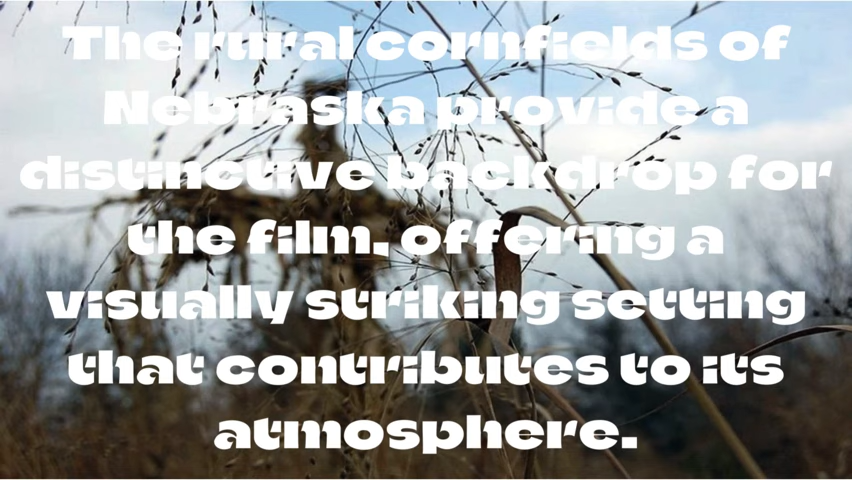 The rural cornfields of
Nebraska provide a
distinctive backdrop for
the film, offering a
visually striking setting
that contributes to its
atmosphere.